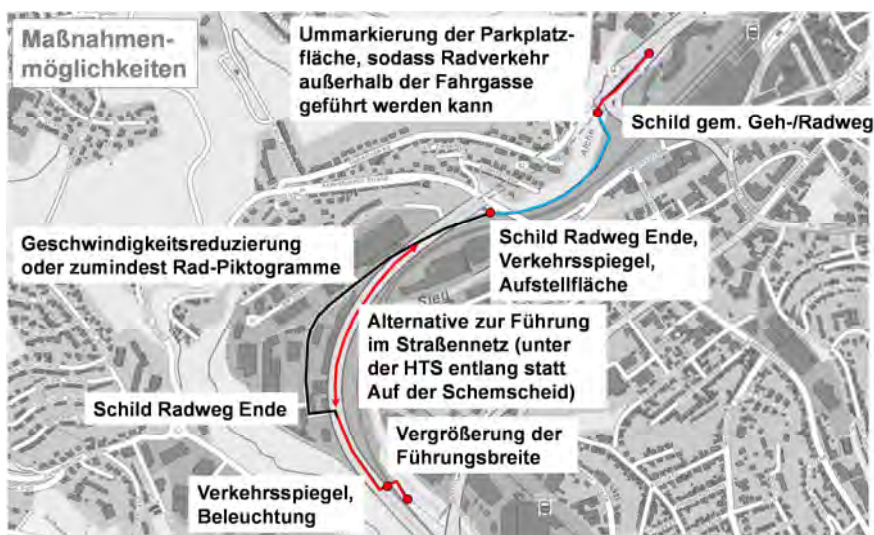 Maßnahmen-
möglichkeiten
Ummarkierung der Parkplatz-
fläche, sodass Radverkehr
außerhalb der Fahrgasse
geführt werden kann
Schild gem. Geh-/Radweg
Alche
Geschwindigkeitsreduzierung
oder zumindest Rad-Piktogramme
Schild Radweg Ende,
Verkehrsspiegel,
Aufstellfläche
Sieg
Alternative zur Führung
im Straßennetz (unter
der HTS entlang statt
Auf der Schemscheid)
Schild Radweg Ende
Vergrößerung der
Führungsbreite
Verkehrsspiegel,
Beleuchtung